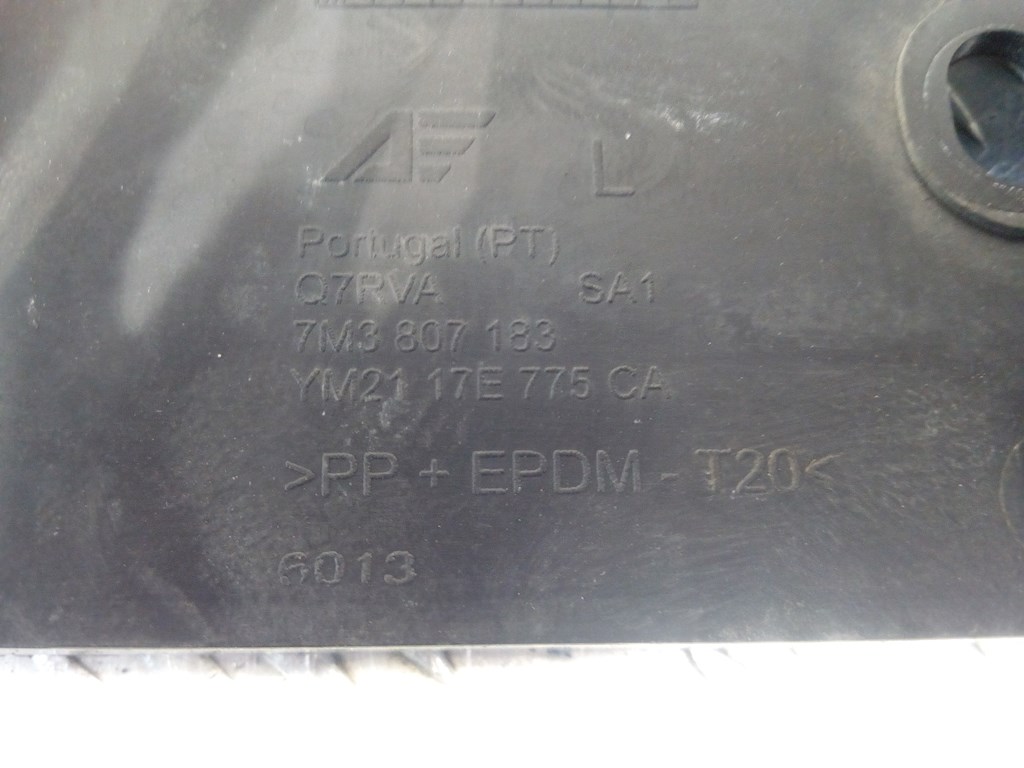 AF L
Portugal (PT)
Q7RVA SA1
7M3 807 183
YM21 17E 775 CA
>PP + EPDM - T20<
6013